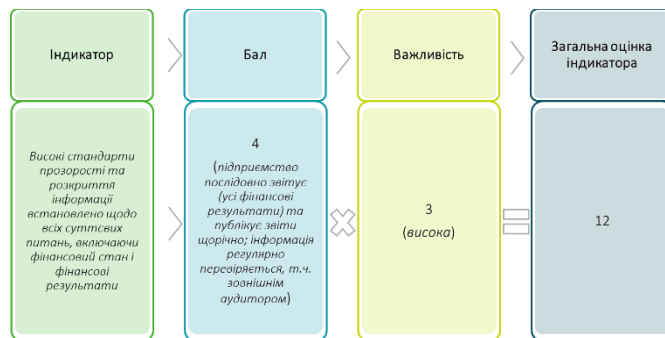 Індикатор
Бал
Важливість
Загальна оцінка
індикатора
Високі стандарти
прозорості та
розкриття
інформації
встановлено щодо
всіх суттєвих
питань, включаючи
фінансовий стан і
фінансові
результати
4
(підприємство
послідовно звітує
(усі фінансові
результати) та
публікує звіти
щорічно; інформація
регулярно
перевіряється, т.ч.
зовнішнім
аудитором)
3
(висока)
12